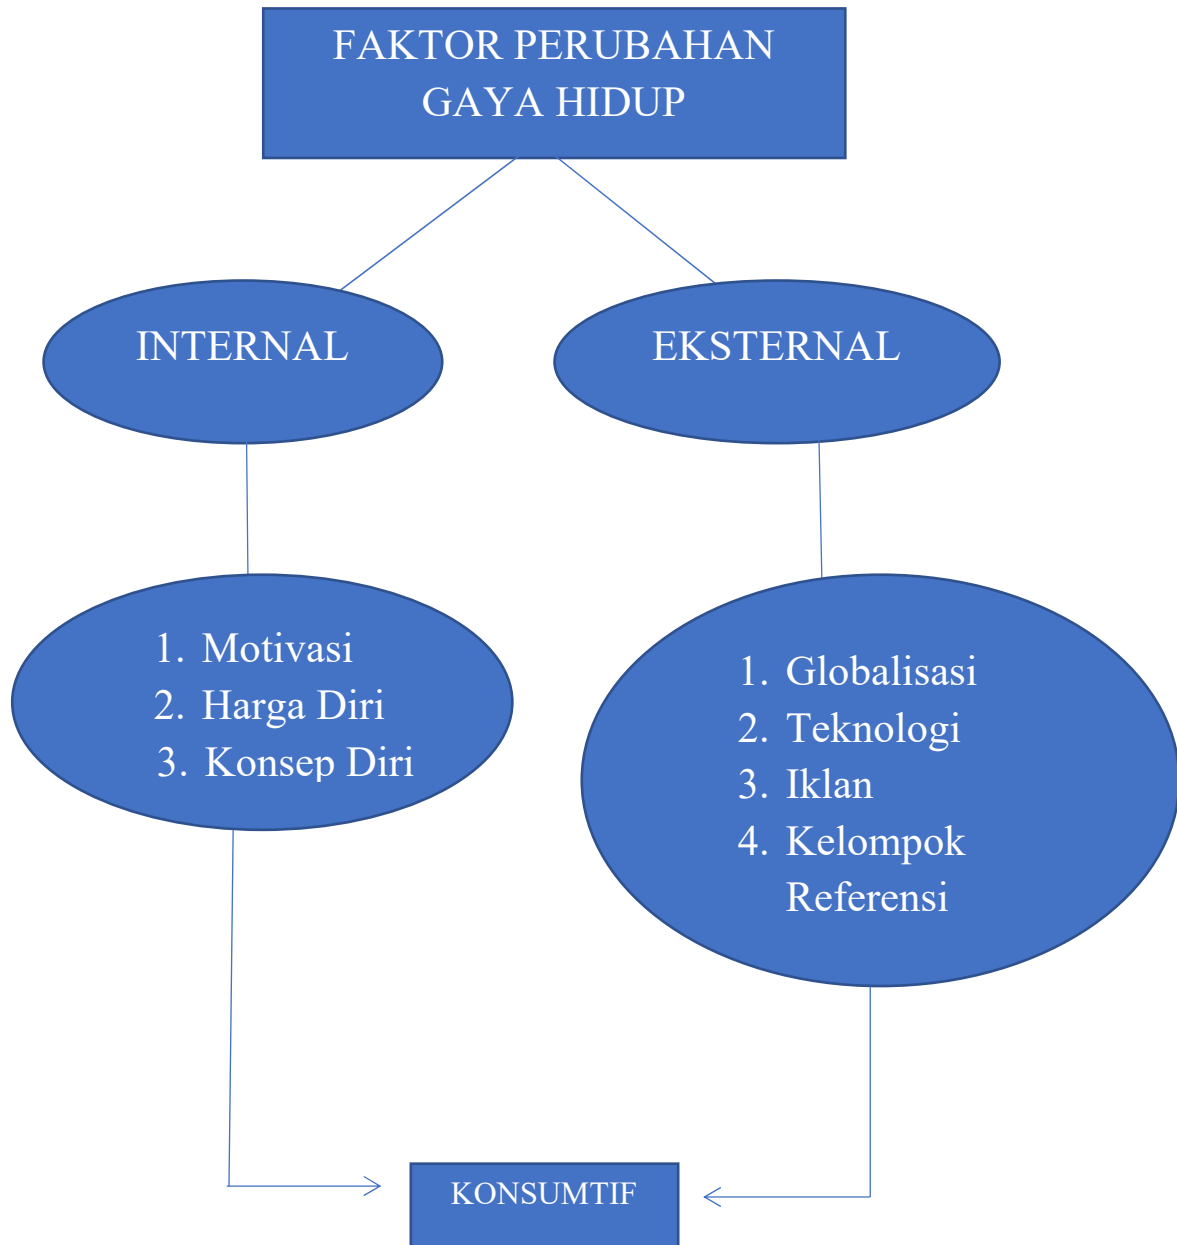 FAKTOR PERUBAHAN
GAYA HIDUP
INTERNAL
EKSTERNAL
1. Motivasi
2. Harga Diri
3. Konsep Diri
1. Globalisasi
2. Teknologi
3. Iklan
4. Kelompok
Referensi
KONSUMTIF